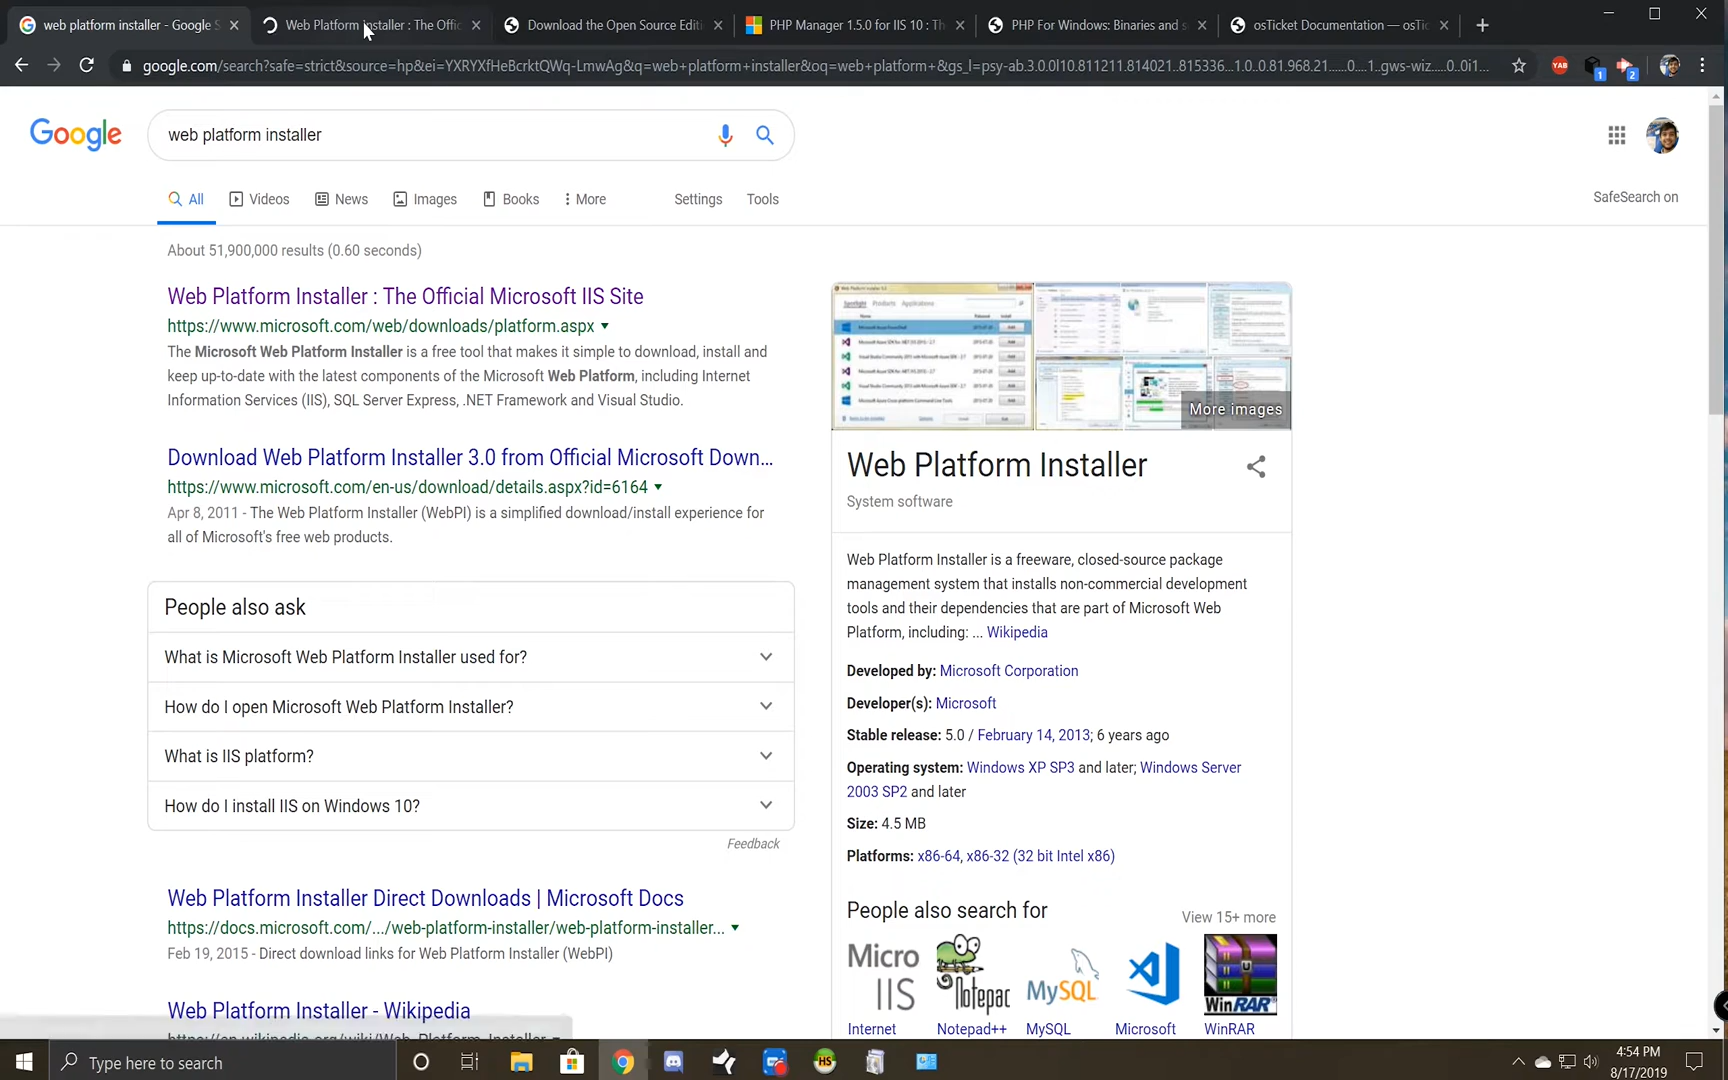 web platform installer - Google S
Web Platform Installer : The Offic
Download the Open Source Editi
PHP Manager 1.5.0 for IIS 10 : Th
PHP For Windows: Binaries and s
osTicket Documentation — osTic
google.com/search?safe=strict&source=hp&ei=YXRYXfHeBcrktQWq-LmwAg&q=web+platform+installer&oq=web+platform+&gs_l=psy-ab.3.0.0l10.811211.814021..815336...1.0..0.81.968.21......0....1..gws-wiz.....0..0i1...
YAB
1
2
Google
web platform installer
All
Videos
News
Images
Books
More
Settings
Tools
SafeSearch on
About 51,900,000 results (0.60 seconds)
Web Platform Installer : The Official Microsoft IIS Site
https://www.microsoft.com/web/downloads/platform.aspx
The Microsoft Web Platform Installer is a free tool that makes it simple to download, install and
keep up-to-date with the latest components of the Microsoft Web Platform, including Internet
Information Services (IIS), SQL Server Express, .NET Framework and Visual Studio.
Download Web Platform Installer 3.0 from Official Microsoft Down...
https://www.microsoft.com/en-us/download/details.aspx?id=6164
Apr 8, 2011 - The Web Platform Installer (WebPI) is a simplified download/install experience for
all of Microsoft's free web products.
People also ask
What is Microsoft Web Platform Installer used for?
How do I open Microsoft Web Platform Installer?
What is IIS platform?
How do I install IIS on Windows 10?
Feedback
Web Platform Installer Direct Downloads | Microsoft Docs
https://docs.microsoft.com/.../web-platform-installer/web-platform-installer...
Feb 19, 2015 - Direct download links for Web Platform Installer (WebPI)
Web Platform Installer - Wikipedia
More images
Web Platform Installer
System software
Web Platform Installer is a freeware, closed-source package
management system that installs non-commercial development
tools and their dependencies that are part of Microsoft Web
Platform, including: ... Wikipedia
Developed by: Microsoft Corporation
Developer(s): Microsoft
Stable release: 5.0 / February 14, 2013; 6 years ago
Operating system: Windows XP SP3 and later; Windows Server
2003 SP2 and later
Size: 4.5 MB
Platforms: x86-64, x86-32 (32 bit Intel x86)
People also search for
View 15+ more
Micro
IIS
Notepac
MySQL
WinRAR
Internet
Notepad++
MySQL
Microsoft
WinRAR
Type here to search
HS
4:54 PM
8/17/2019